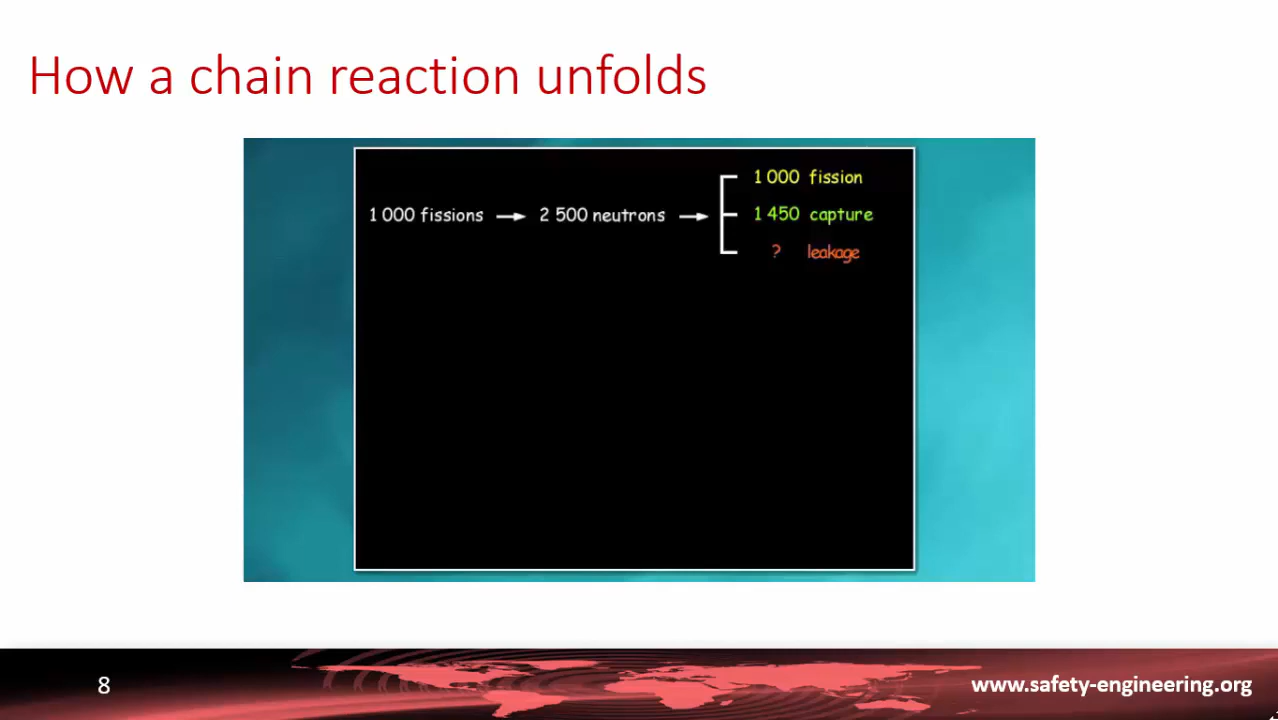 How a chain reaction unfolds
1 000 fission
1 000 fissions → 2 500 neutrons → 1 450 capture
? leakage
8
www.safety-engineering.org